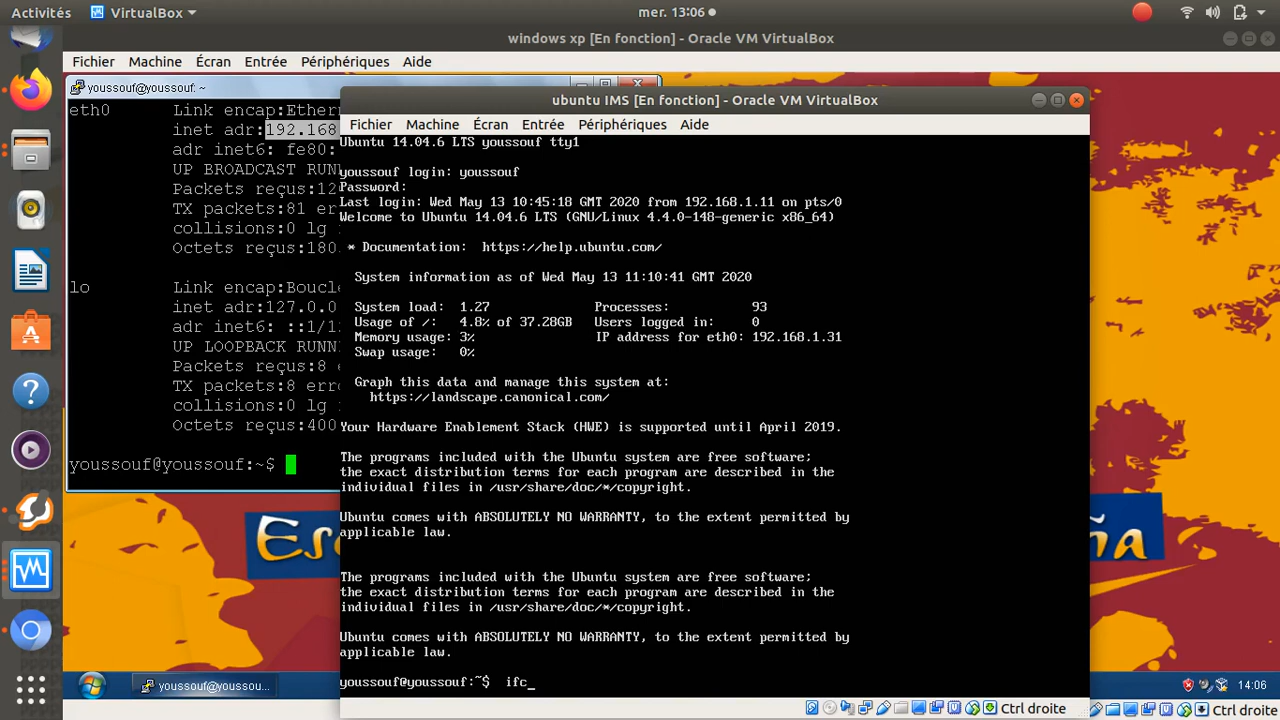 Activités VirtualBox mer. 13:06
windows xp [En fonction] - Oracle VM VirtualBox
Fichier Machine Écran Entrée Périphériques Aide
youssouf@youssouf: ~
eth0 Link encap:Ethern
inet adr:192.168
adr inet6: fe80:
UP BROADCAST RUNN
Packets reçus:12
TX packets:81 err
collisions:0 lg
Octets reçus:180
lo Link encap:Boucle
inet adr:127.0.0
adr inet6: ::1/12
UP LOOPBACK RUNN
Packets reçus:8 e
TX packets:8 erro
collisions:0 lg
Octets reçus:400
youssouf@youssouf:~$
ubuntu IMS [En fonction] - Oracle VM VirtualBox
Fichier Machine Écran Entrée Périphériques Aide
Ubuntu 14.04.6 LTS youssouf tty1
youssouf login: youssouf
Password:
Last login: Wed May 13 10:45:18 GMT 2020 from 192.168.1.11 on pts/0
Welcome to Ubuntu 14.04.6 LTS (GNU/Linux 4.4.0-148-generic x86_64)
* Documentation: https://help.ubuntu.com/
System information as of Wed May 13 11:10:41 GMT 2020
System load: 1.27 Processes: 93
Usage of /: 4.8% of 37.28GB Users logged in: 0
Memory usage: 3% IP address for eth0: 192.168.1.31
Swap usage: 0%
Graph this data and manage this system at:
https://landscape.canonical.com/
Your Hardware Enablement Stack (HWE) is supported until April 2019.
The programs included with the Ubuntu system are free software;
the exact distribution terms for each program are described in the
individual files in /usr/share/doc/*/copyright.
Ubuntu comes with ABSOLUTELY NO WARRANTY, to the extent permitted by
applicable law.
The programs included with the Ubuntu system are free software;
the exact distribution terms for each program are described in the
individual files in /usr/share/doc/*/copyright.
Ubuntu comes with ABSOLUTELY NO WARRANTY, to the extent permitted by
applicable law.
youssouf@youssouf:~$ ifc_
Ctrl droite
youssouf@youssou... 14:06
Ctrl droite